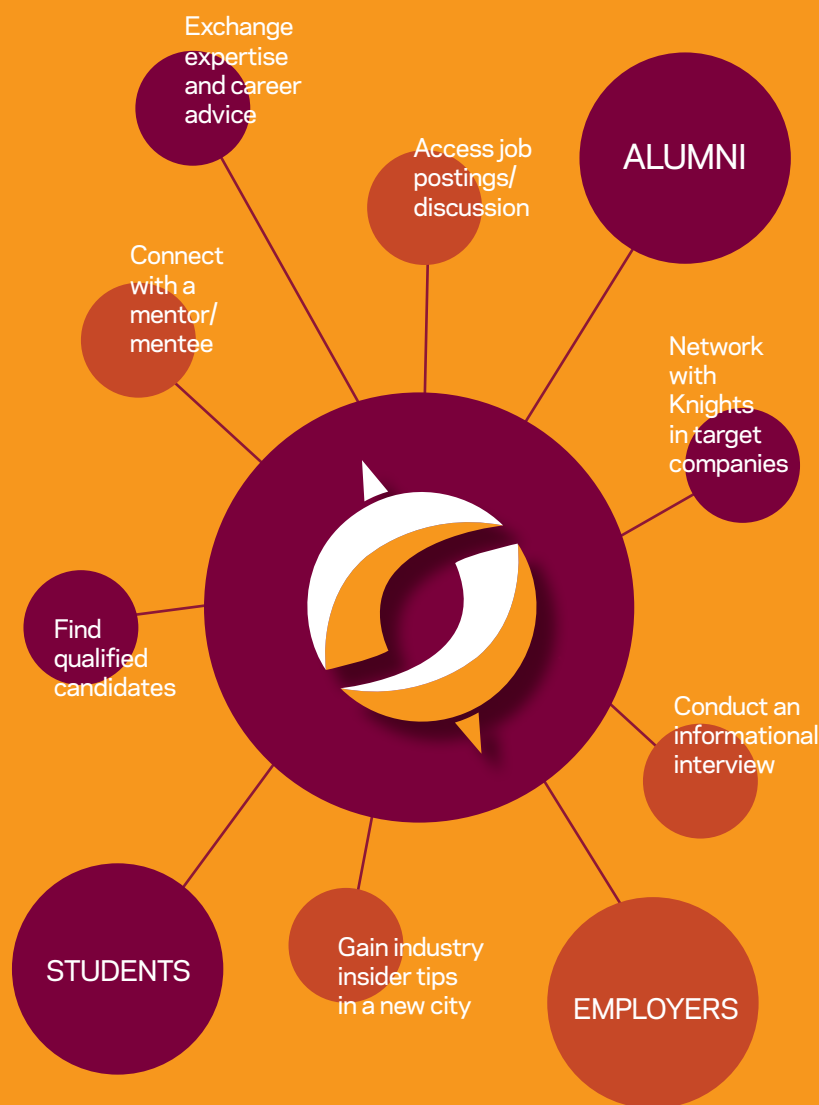 Exchange
expertise
and career
advice
Access job
postings/
discussion
ALUMNI
Connect
with a
mentor/
mentee
Network
with
Knights
in target
companies
Find
qualified
candidates
Conduct an
informational
interview
STUDENTS
Gain industry
insider tips
in a new city
EMPLOYERS